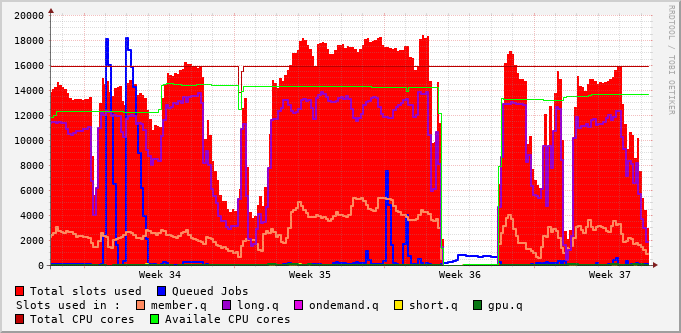 20000
18000
16000
14000
12000
10000
8000
6000
4000
2000
0
Week 34 Week 35 Week 36 Week 37
RRDTOOL / TOBI OETIKER
Total slots used Queued Jobs
Slots used in : member.q long.q ondemand.q short.q gpu.q
Total CPU cores Availale CPU cores